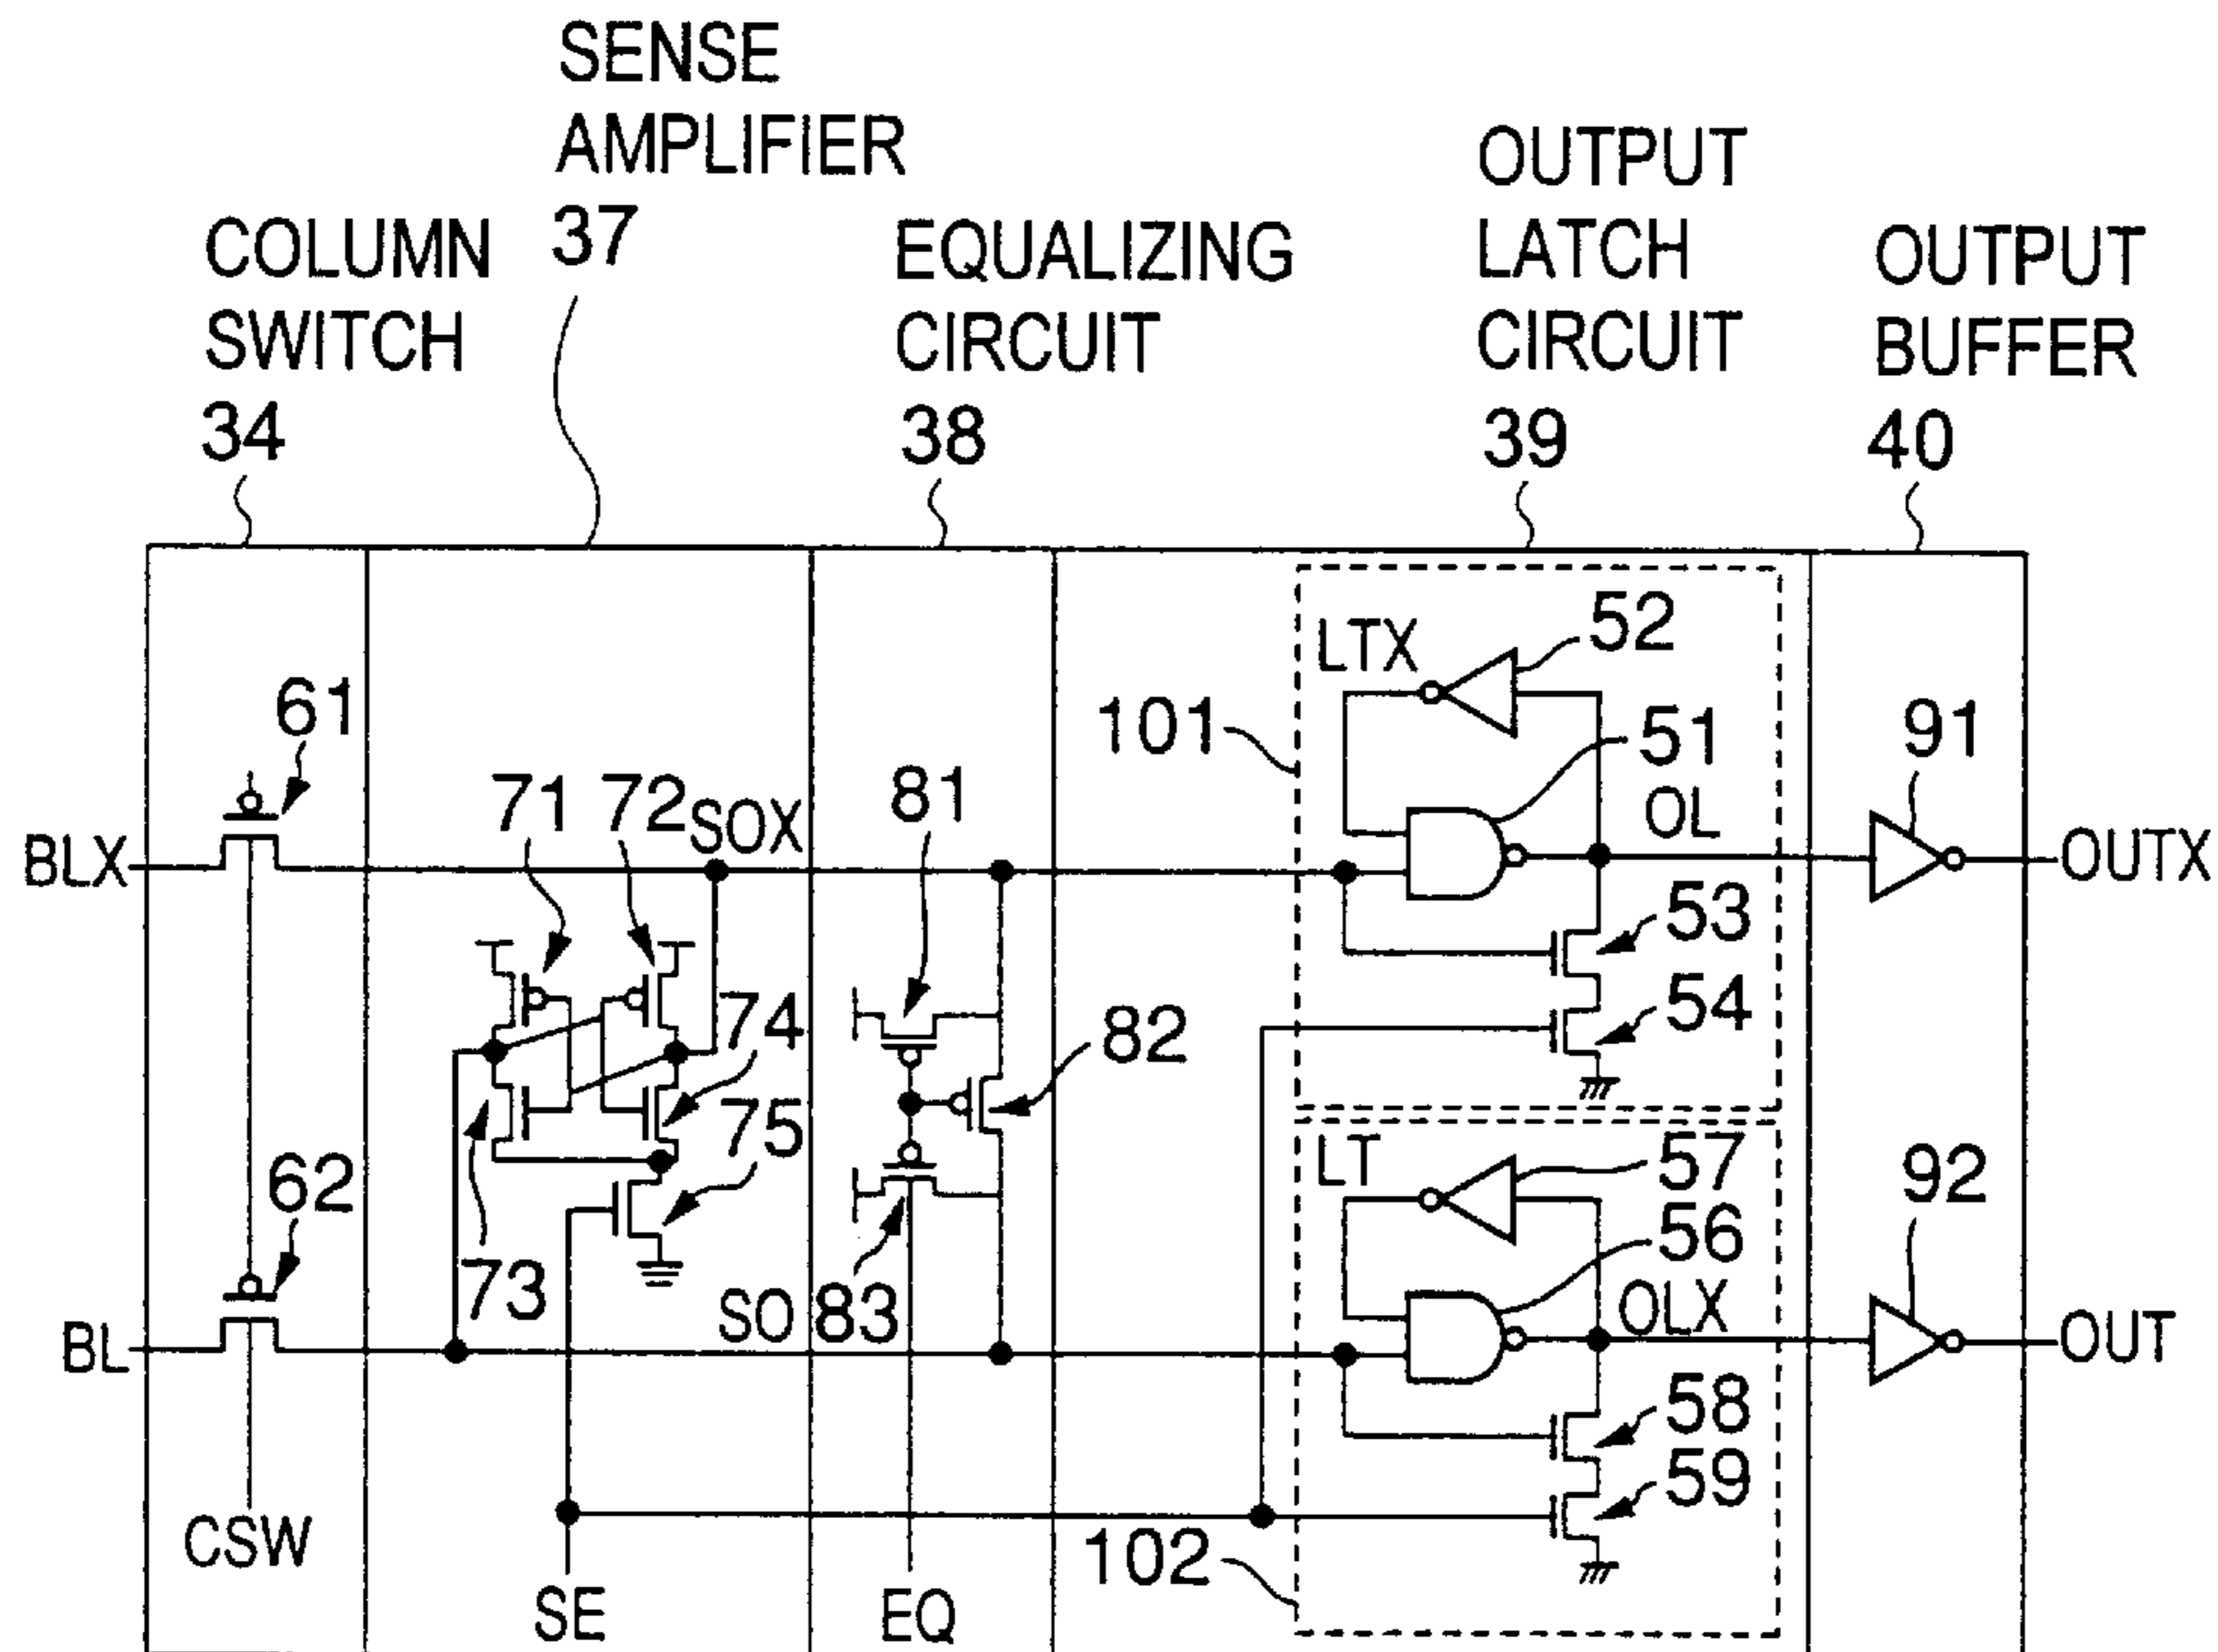 SENSE
AMPLIFIER
37
COLUMN
SWITCH
34
EQUALIZING
CIRCUIT
38
OUTPUT
LATCH
CIRCUIT
39
OUTPUT
BUFFER
40
61
71
72
SOX
81
101
LTX
52
51
OL
91
BLX
OUTX
53
54
74
82
75
62
73
SO
83
LT
57
56
OLX
92
BL
OUT
58
59
CSW
SE
EQ
102